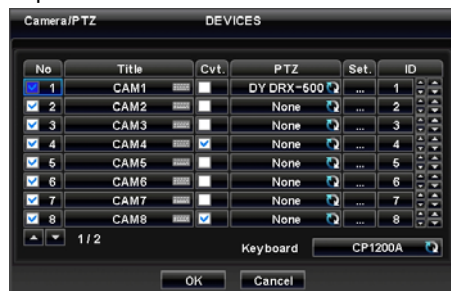 Camera/PTZ DEVICES
No Title Cvt. PTZ Set. ID
1 CAM1 DY DRX-500 ... 1
2 CAM2 None ... 2
3 CAM3 None ... 3
4 CAM4 None ... 4
5 CAM5 None ... 5
6 CAM6 None ... 6
7 CAM7 None ... 7
8 CAM8 None ... 8
1/2
Keyboard CP1200A
OK Cancel